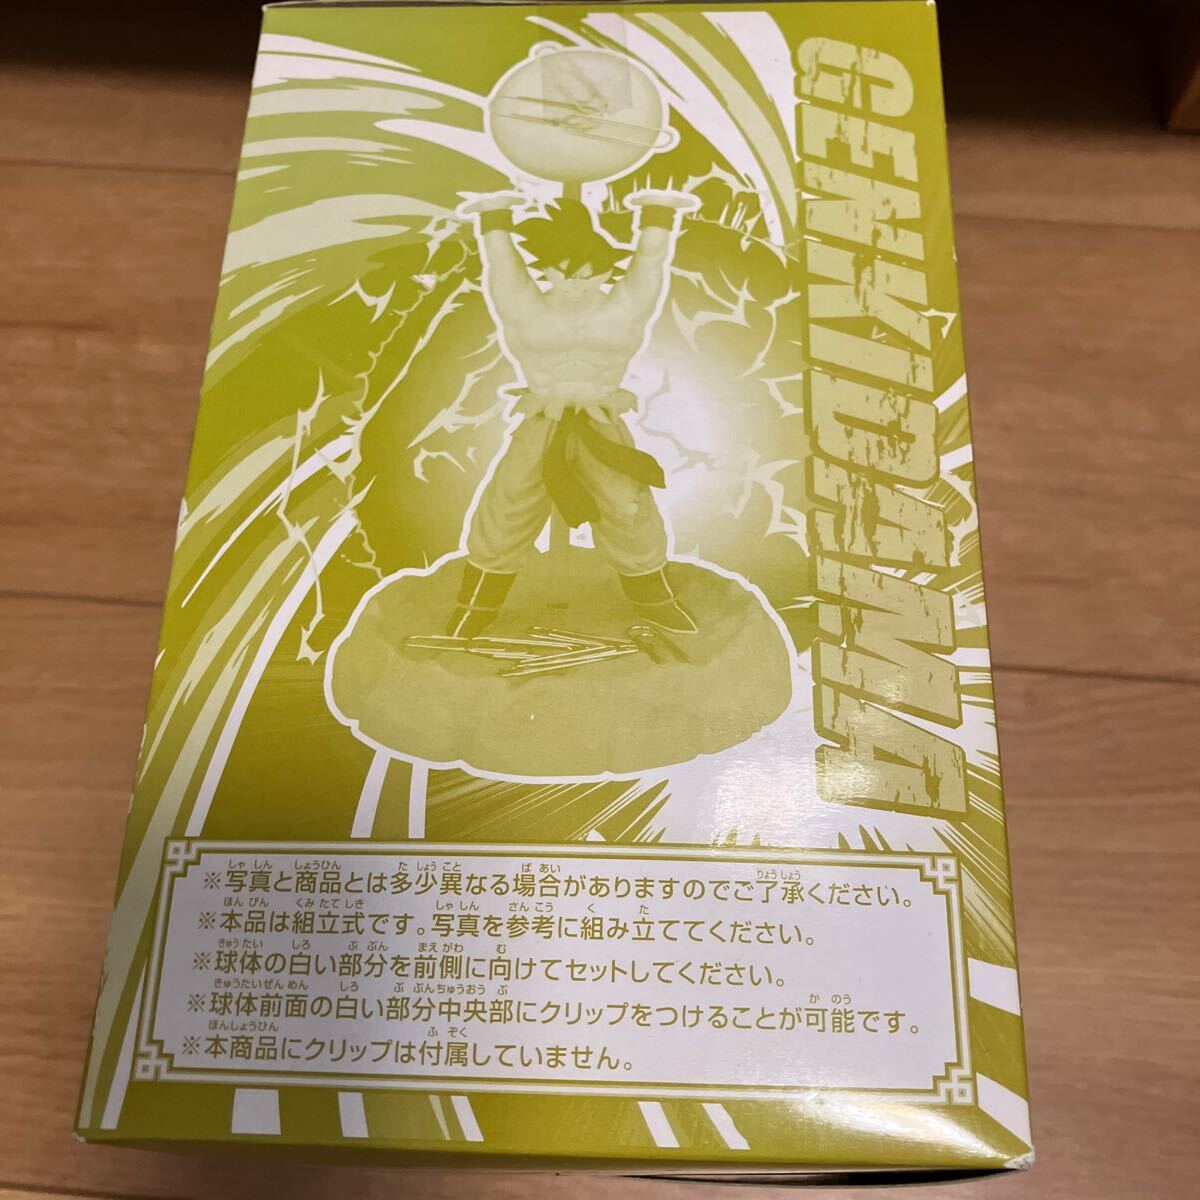 GENKIDAMA
※写真と商品とは多少異なる場合がありますのでご了承ください。
※本品は組立式です。写真を参考に組み立ててください。
※球体の白い部分を前側に向けてセットしてください。
※球体前面の白い部分中央部にクリップをつけることが可能です。
※本商品にクリップは付属していません。